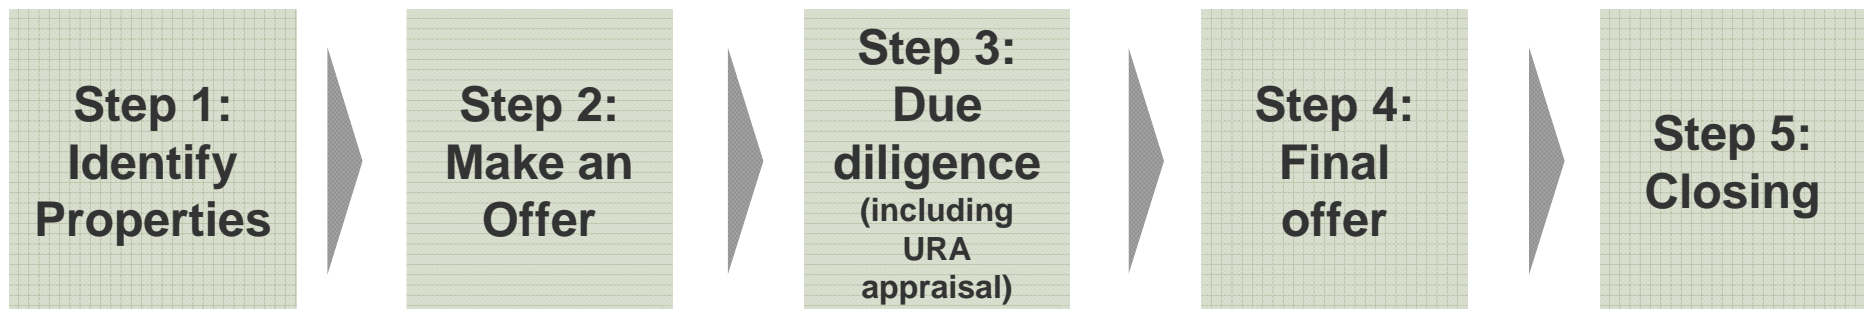 Step 1:
Identify
Properties
Step 2:
Make an
Offer
Step 3:
Due
diligence
(including
URA
appraisal)
Step 4:
Final
offer
Step 5:
Closing